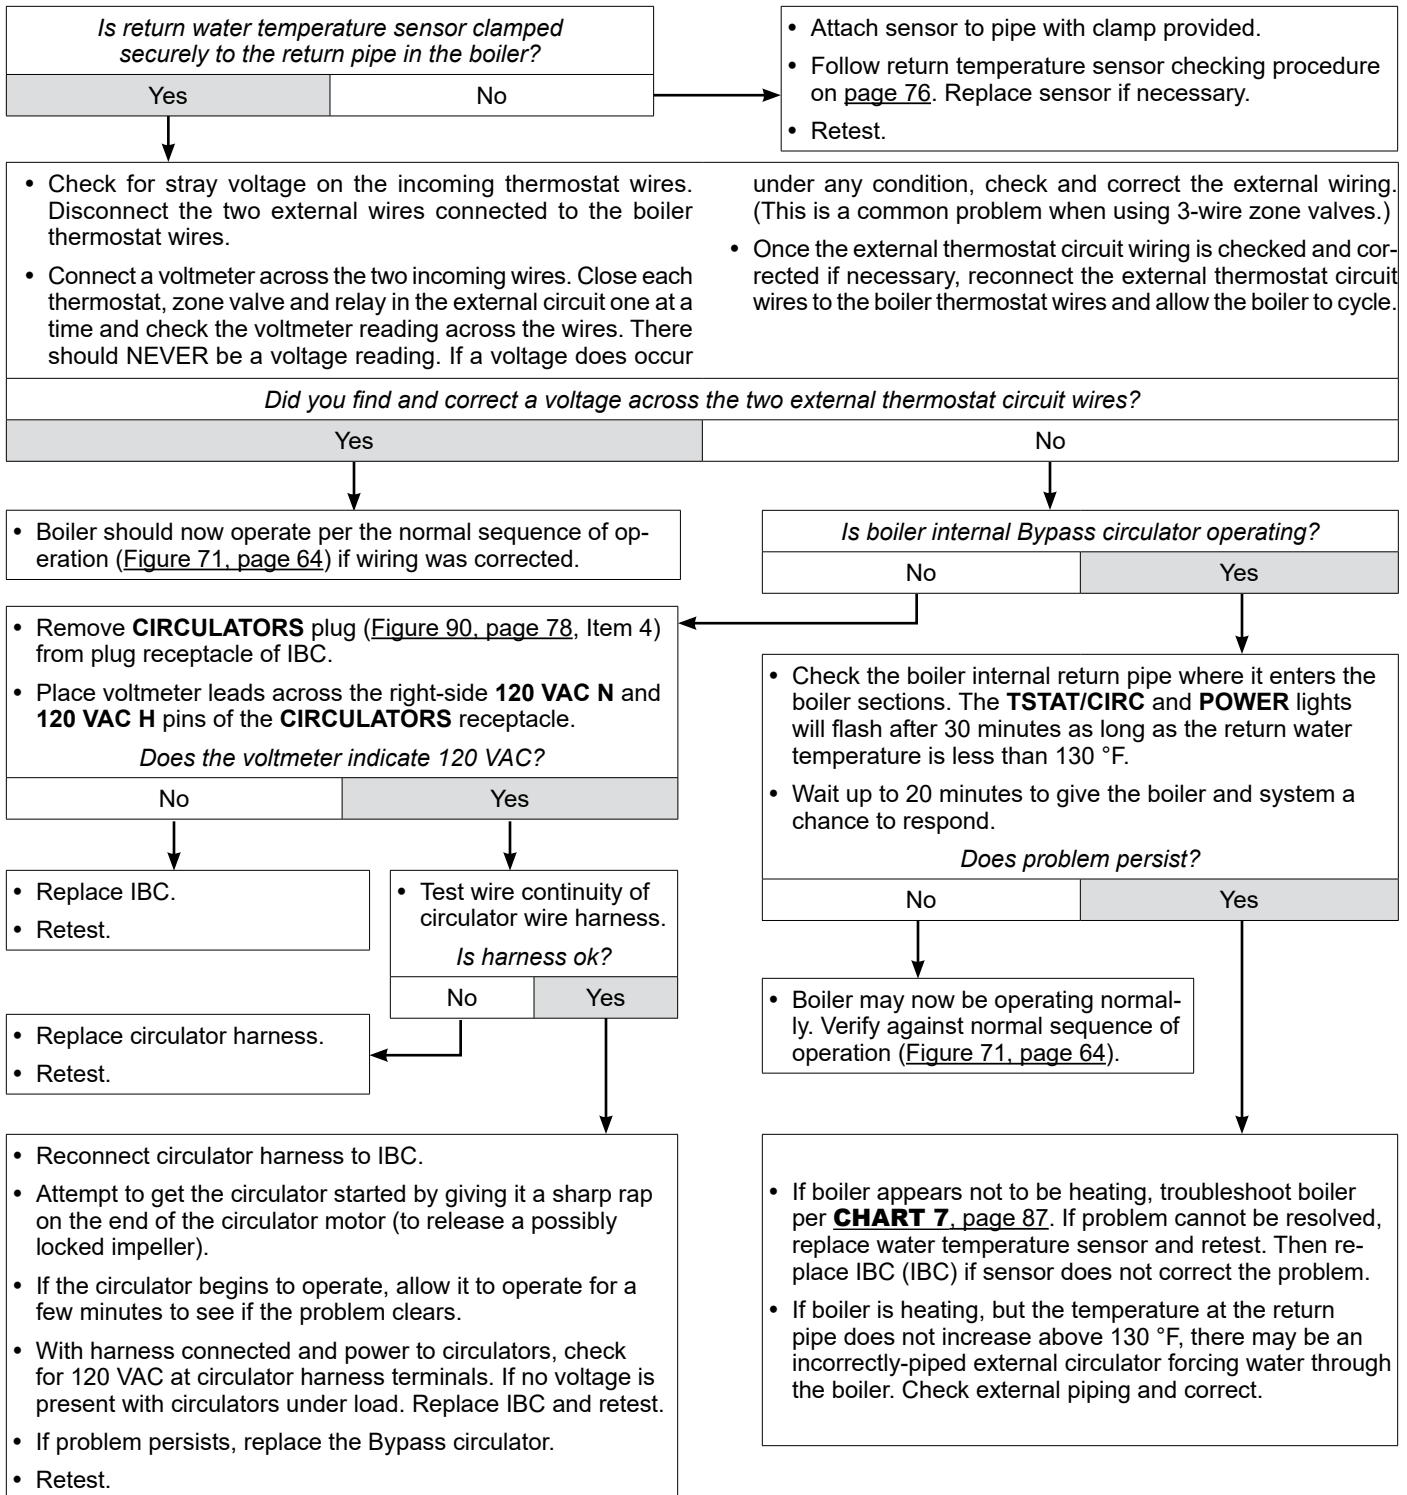 Is return water temperature sensor clamped
securely to the return pipe in the boiler?
Yes
No
• Attach sensor to pipe with clamp provided.
• Follow return temperature sensor checking procedure
on page 76. Replace sensor if necessary.
• Retest.
• Check for stray voltage on the incoming thermostat wires.
Disconnect the two external wires connected to the boiler
thermostat wires.
• Connect a voltmeter across the two incoming wires. Close each
thermostat, zone valve and relay in the external circuit one at a
time and check the voltmeter reading across the wires. There
should NEVER be a voltage reading. If a voltage does occur
under any condition, check and correct the external wiring.
(This is a common problem when using 3-wire zone valves.)
• Once the external thermostat circuit wiring is checked and cor-
rected if necessary, reconnect the external thermostat circuit
wires to the boiler thermostat wires and allow the boiler to cycle.
Did you find and correct a voltage across the two external thermostat circuit wires?
Yes
No
• Boiler should now operate per the normal sequence of op-
eration (Figure 71, page 64) if wiring was corrected.
Is boiler internal Bypass circulator operating?
No
Yes
• Remove CIRCULATORS plug (Figure 90, page 78, Item 4)
from plug receptacle of IBC.
• Place voltmeter leads across the right-side 120 VAC N and
120 VAC H pins of the CIRCULATORS receptacle.
Does the voltmeter indicate 120 VAC?
No
Yes
• Check the boiler internal return pipe where it enters the
boiler sections. The TSTAT/CIRC and POWER lights
will flash after 30 minutes as long as the return water
temperature is less than 130 °F.
• Wait up to 20 minutes to give the boiler and system a
chance to respond.
Does problem persist?
No
Yes
• Replace IBC.
• Retest.
• Test wire continuity of
circulator wire harness.
Is harness ok?
No
Yes
• Replace circulator harness.
• Retest.
• Boiler may now be operating normal-
ly. Verify against normal sequence of
operation (Figure 71, page 64).
• Reconnect circulator harness to IBC.
• Attempt to get the circulator started by giving it a sharp rap
on the end of the circulator motor (to release a possibly
locked impeller).
• If the circulator begins to operate, allow it to operate for a
few minutes to see if the problem clears.
• With harness connected and power to circulators, check
for 120 VAC at circulator harness terminals. If no voltage is
present with circulators under load. Replace IBC and retest.
• If problem persists, replace the Bypass circulator.
• Retest.
• If boiler appears not to be heating, troubleshoot boiler
per CHART 7, page 87. If problem cannot be resolved,
replace water temperature sensor and retest. Then re-
place IBC (IBC) if sensor does not correct the problem.
• If boiler is heating, but the temperature at the return
pipe does not increase above 130 °F, there may be an
incorrectly-piped external circulator forcing water through
the boiler. Check external piping and correct.